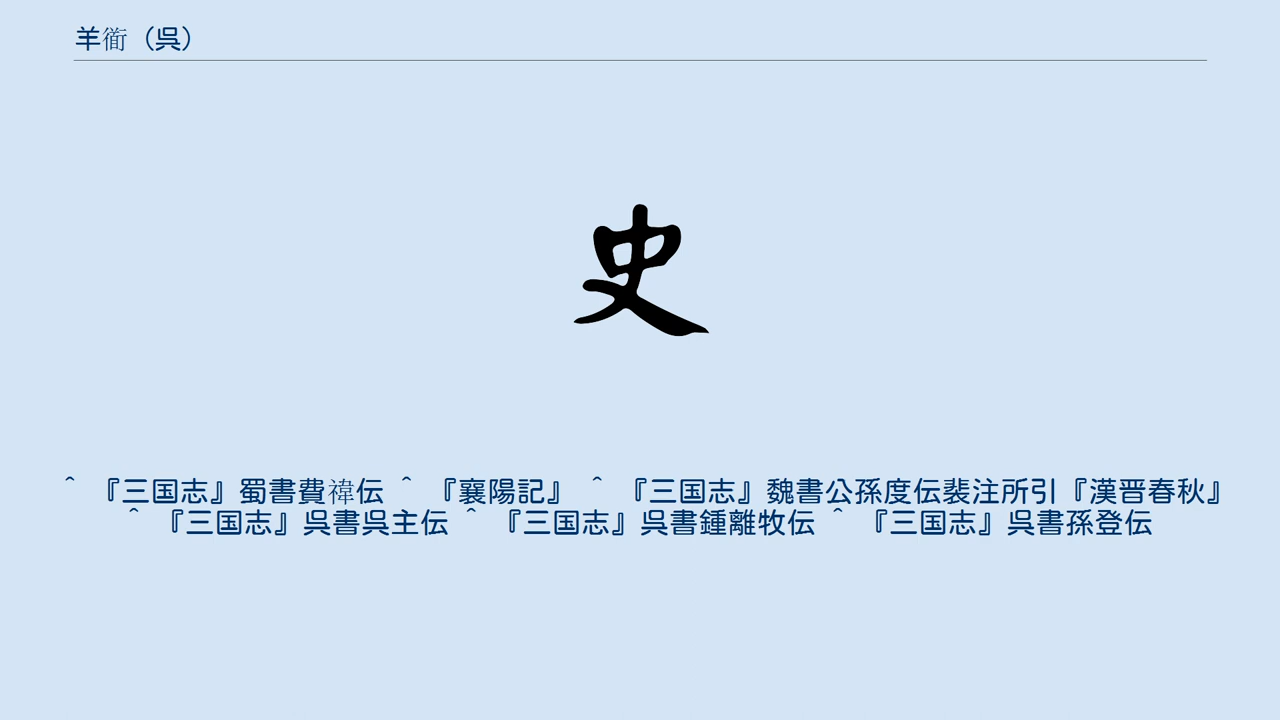 羊衜（呉）
史
^ 『三国志』蜀書費禕伝 ^ 『襄陽記』 ^ 『三国志』魏書公孫度伝裴注所引『漢晋春秋』
^ 『三国志』呉書呉主伝 ^ 『三国志』呉書鍾離牧伝 ^ 『三国志』呉書孫登伝